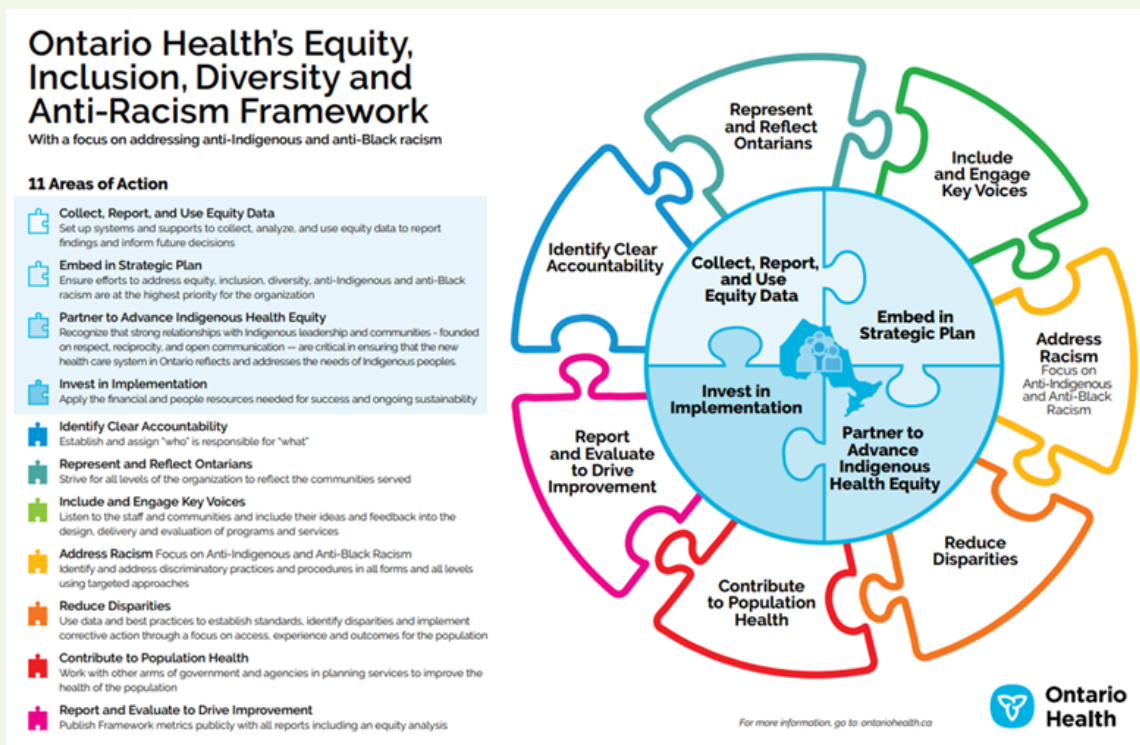 Ontario Health's Equity,
Inclusion, Diversity and
Anti-Racism Framework
With a focus on addressing anti-Indigenous and anti-Black racism
11 Areas of Action
Collect, Report, and Use Equity Data
Set up systems and supports to collect, analyze, and use equity data to report
findings and inform future decisions
Embed in Strategic Plan
Ensure efforts to address equity, inclusion, diversity, anti-Indigenous and anti-Black
racism are at the highest priority for the organization
Partner to Advance Indigenous Health Equity
Recognize that strong relationships with Indigenous leadership and communities - founded
on respect, reciprocity, and open communication — are critical in ensuring that the new
health care system in Ontario reflects and addresses the needs of Indigenous peoples.
Invest in Implementation
Apply the financial and people resources needed for success and ongoing sustainability
Identify Clear Accountability
Establish and assign "who" is responsible for "what"
Represent and Reflect Ontarians
Strive for all levels of the organization to reflect the communities served
Include and Engage Key Voices
Listen to the staff and communities and include their ideas and feedback into the
design, delivery and evaluation of programs and services
Address Racism Focus on Anti-Indigenous and Anti-Black Racism
Identify and address discriminatory practices and procedures in all forms and all levels
using targeted approaches
Reduce Disparities
Use data and best practices to establish standards, identify disparities and implement
corrective action through a focus on access, experience and outcomes for the population
Contribute to Population Health
Work with other arms of government and agencies in planning services to improve the
health of the population
Report and Evaluate to Drive Improvement
Publish Framework metrics publicly with all reports including an equity analysis
Represent
and Reflect
Ontarians
Include
and Engage
Key Voices
Identify Clear
Accountability
Collect, Report,
and Use
Equity Data
Embed in
Strategic Plan
Address
Racism
Focus on
Anti-Indigenous
and Anti-Black
Racism
Invest in
Implementation
Partner to
Advance
Indigenous
Health Equity
Report
and Evaluate
to Drive
Improvement
Reduce
Disparities
Contribute
to Population
Health
For more information, go to: ontariohealth.ca
Ontario
Health